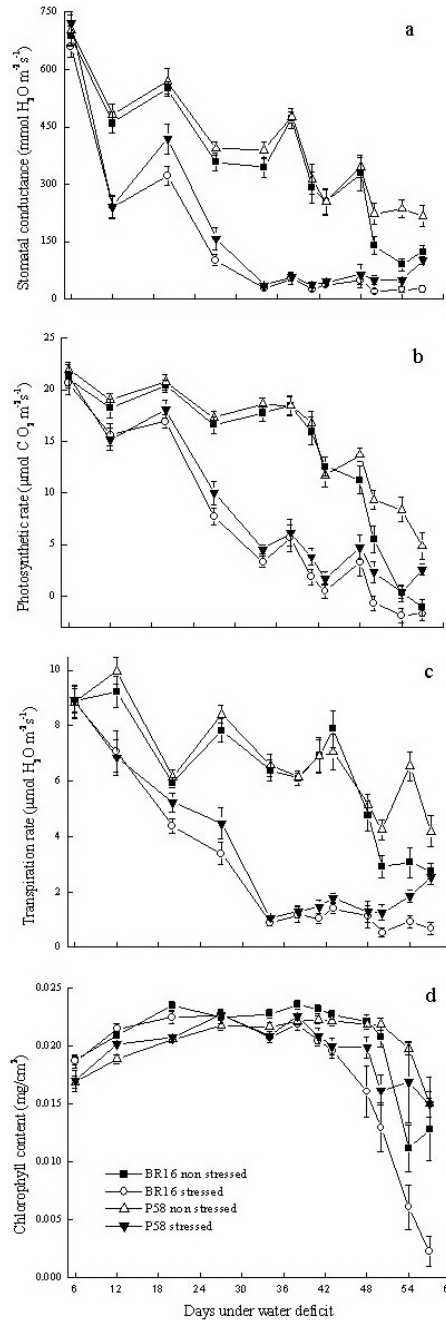 a
750
600
450
300
150
0
Stomatal conductance (mmol H₂O m⁻²s⁻¹)
b
25
20
15
10
5
0
Photosynthetic rate (µmol C O₂ m⁻²s⁻¹)
c
10
8
6
4
2
0
Transpiration rate (µmol H₂O m⁻²s⁻¹)
d
0.025
0.020
0.015
0.010
0.005
0.000
Chlorophyll content (mg/cm²)
BR16 non stressed
BR16 stressed
P58 non stressed
P58 stressed
6 12 18 24 30 36 42 48 54 6
Days under water deficit